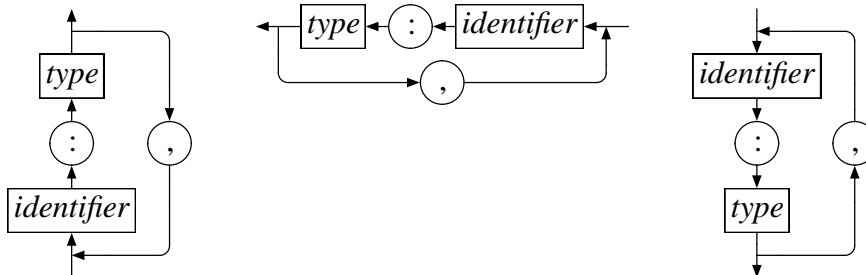 type
:
,
identifier
type : identifier
,
identifier
:
,
type